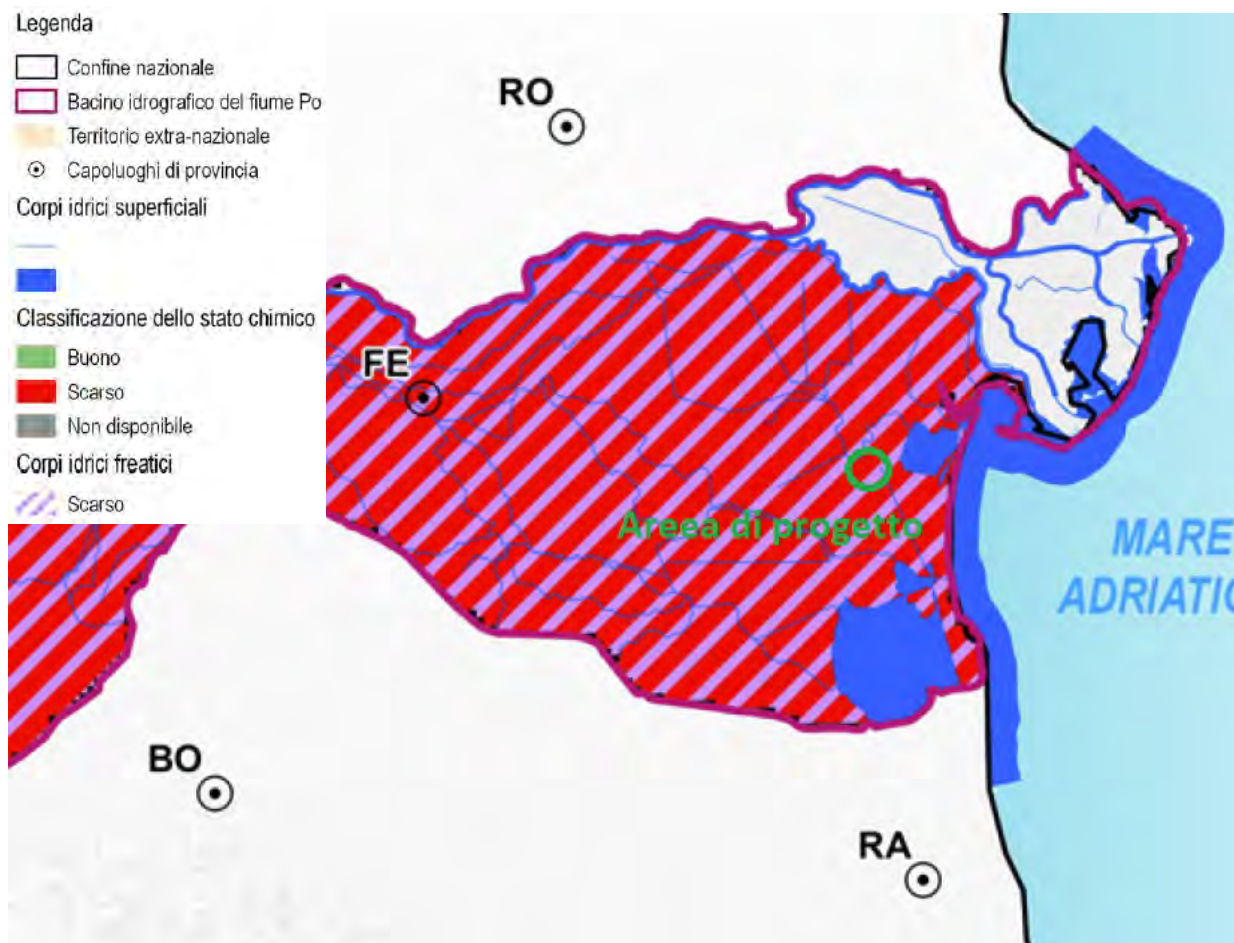 Legenda
Confine nazionale
Bacino idrografico del fiume Po
Territorio extra-nazionale
Capoluoghi di provincia
Corpi idrici superficiali
Classificazione dello stato chimico
Buono
Scarso
Non disponibile
Corpi idrici freatici
Scarso
RO
FE
Areea di progetto
MARE
ADRIATIC
BO
RA